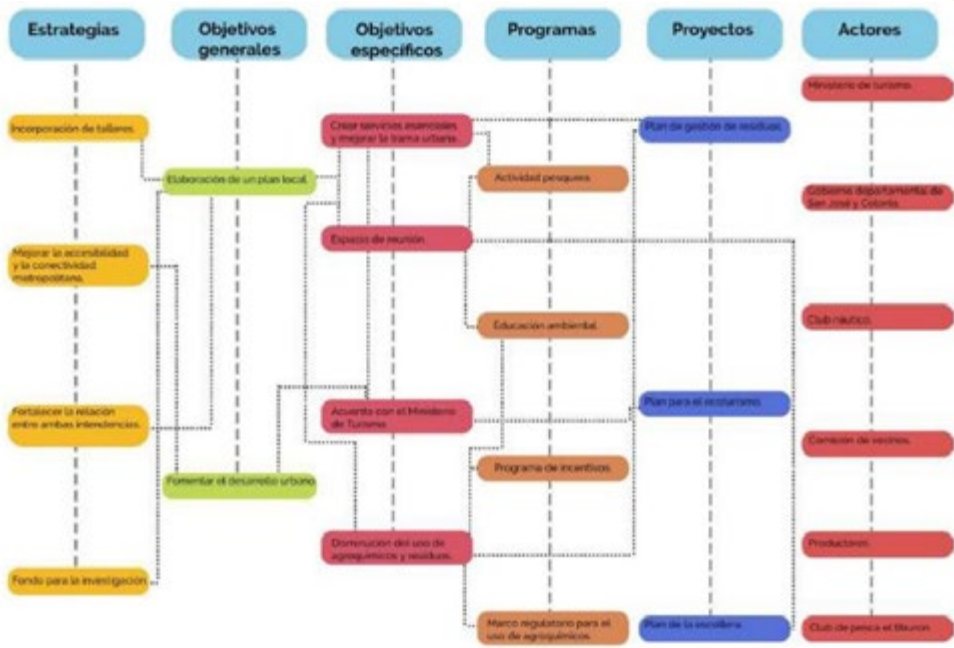 Estrategias
Objetivos
generales
Objetivos
específicos
Programas
Proyectos
Actores
Incorporación de talleres.
Mejorar la accesibilidad
y la conectividad
metropolitana.
Fortalecer la relación
entre ambas intendencias.
Fondo para la investigación
Elaboración de un plan local.
Fomentar el desarrollo urbano.
Crear servicios esenciales
y mejorar la trama urbana.
Espacio de reunión.
Acuerdo con el Ministerio
de Turismo.
Disminución del uso de
agroquímicos y residuos.
Actividad pesquera.
Educación ambiental.
Programa de incentivos.
Marco regulatorio para el
uso de agroquímicos.
Plan de gestión de residuos.
Plan para el ecoturismo.
Plan de la escollera.
Ministerio de turismo.
Gobierno departamental de
San José y Colonia.
Club náutico.
Comisión de vecinos.
Productores.
Club de pesca el tiburón.